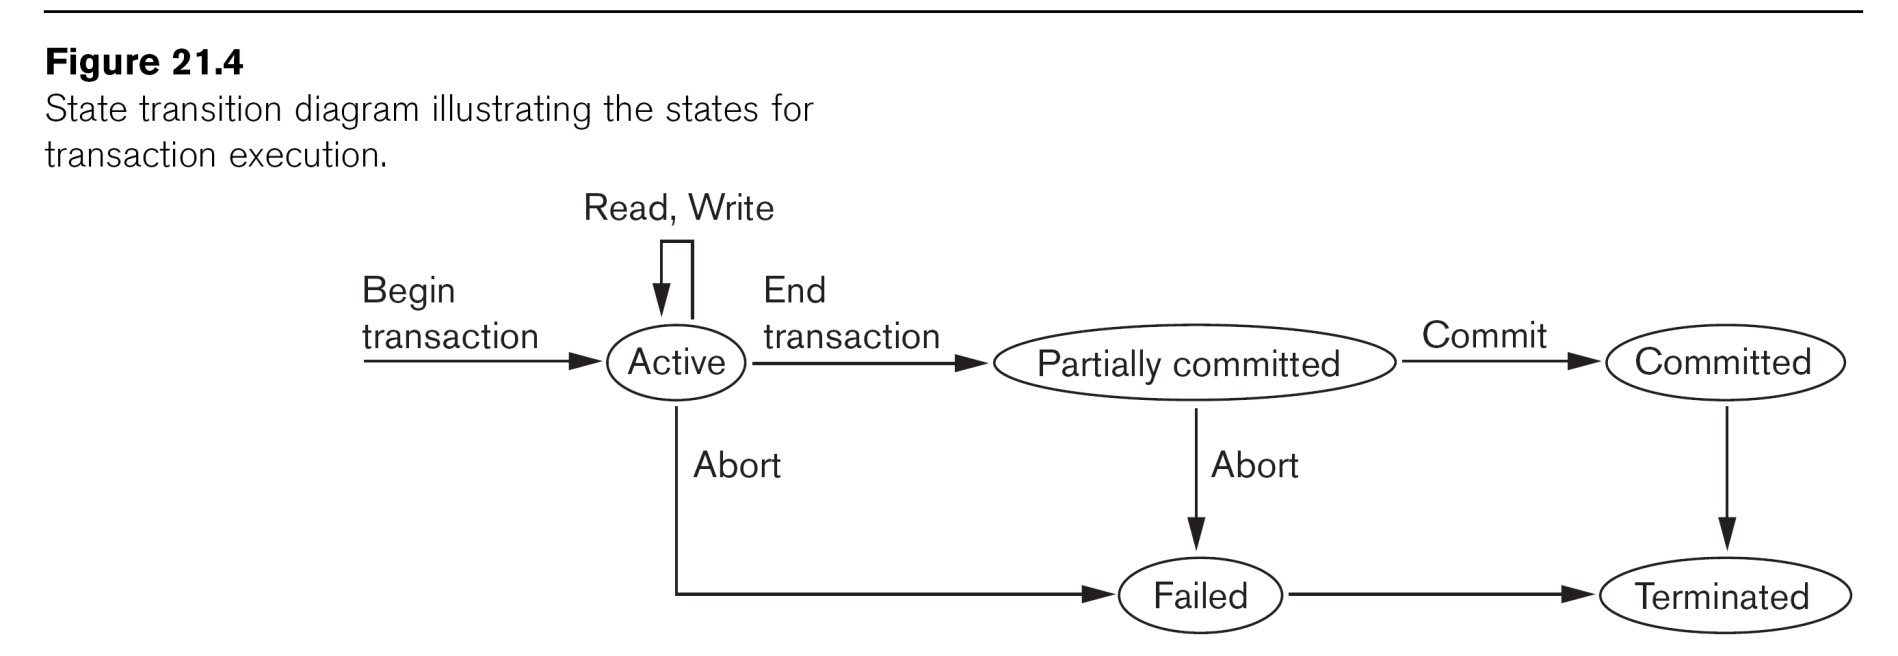 Figure 21.4
State transition diagram illustrating the states for
transaction execution.
Read, Write
Begin
transaction
End
transaction
Active
Partially committed
Commit
Committed
Abort
Abort
Failed
Terminated